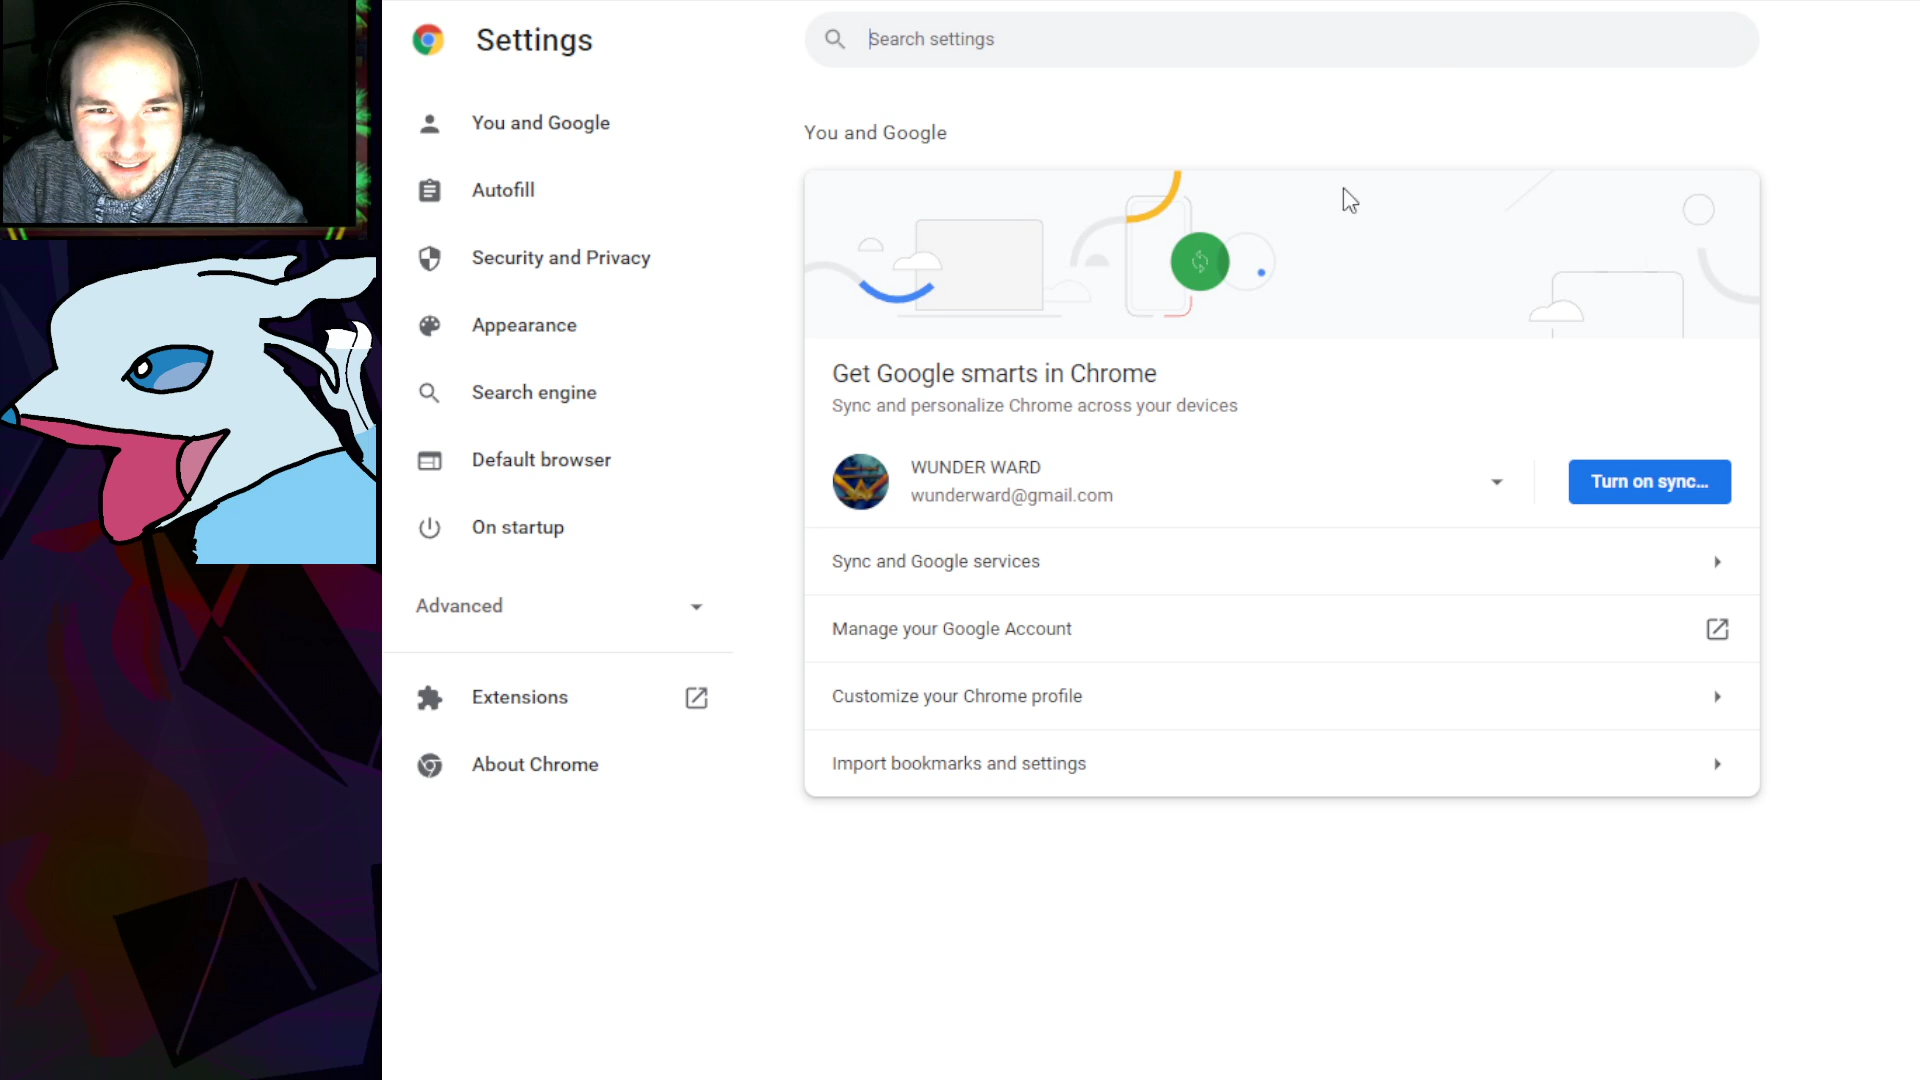 Settings
Search settings
You and Google
Autofill
Security and Privacy
Appearance
Search engine
Default browser
On startup
Advanced
Extensions
About Chrome
You and Google
Get Google smarts in Chrome
Sync and personalize Chrome across your devices
WUNDER WARD
wunderward@gmail.com
Turn on sync...
Sync and Google services
Manage your Google Account
Customize your Chrome profile
Import bookmarks and settings